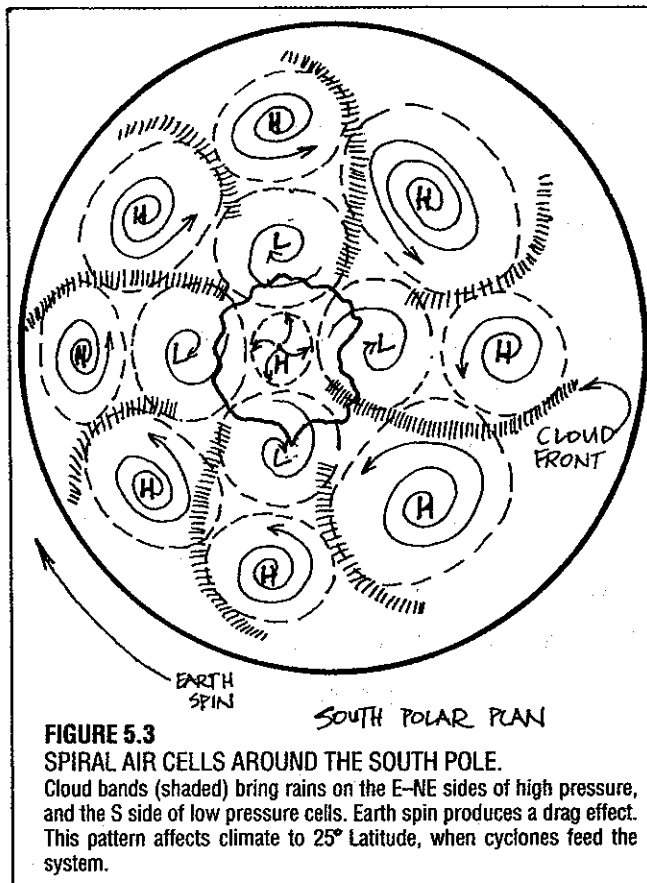 H
H
H
L
H
L
H
L
H
H
L
H
H
H
CLOUD
FRONT
EARTH
SPIN
SOUTH POLAR PLAN
FIGURE 5.3
SPIRAL AIR CELLS AROUND THE SOUTH POLE.
Cloud bands (shaded) bring rains on the E–NE sides of high pressure,
and the S side of low pressure cells. Earth spin produces a drag effect.
This pattern affects climate to 25° Latitude, when cyclones feed the
system.